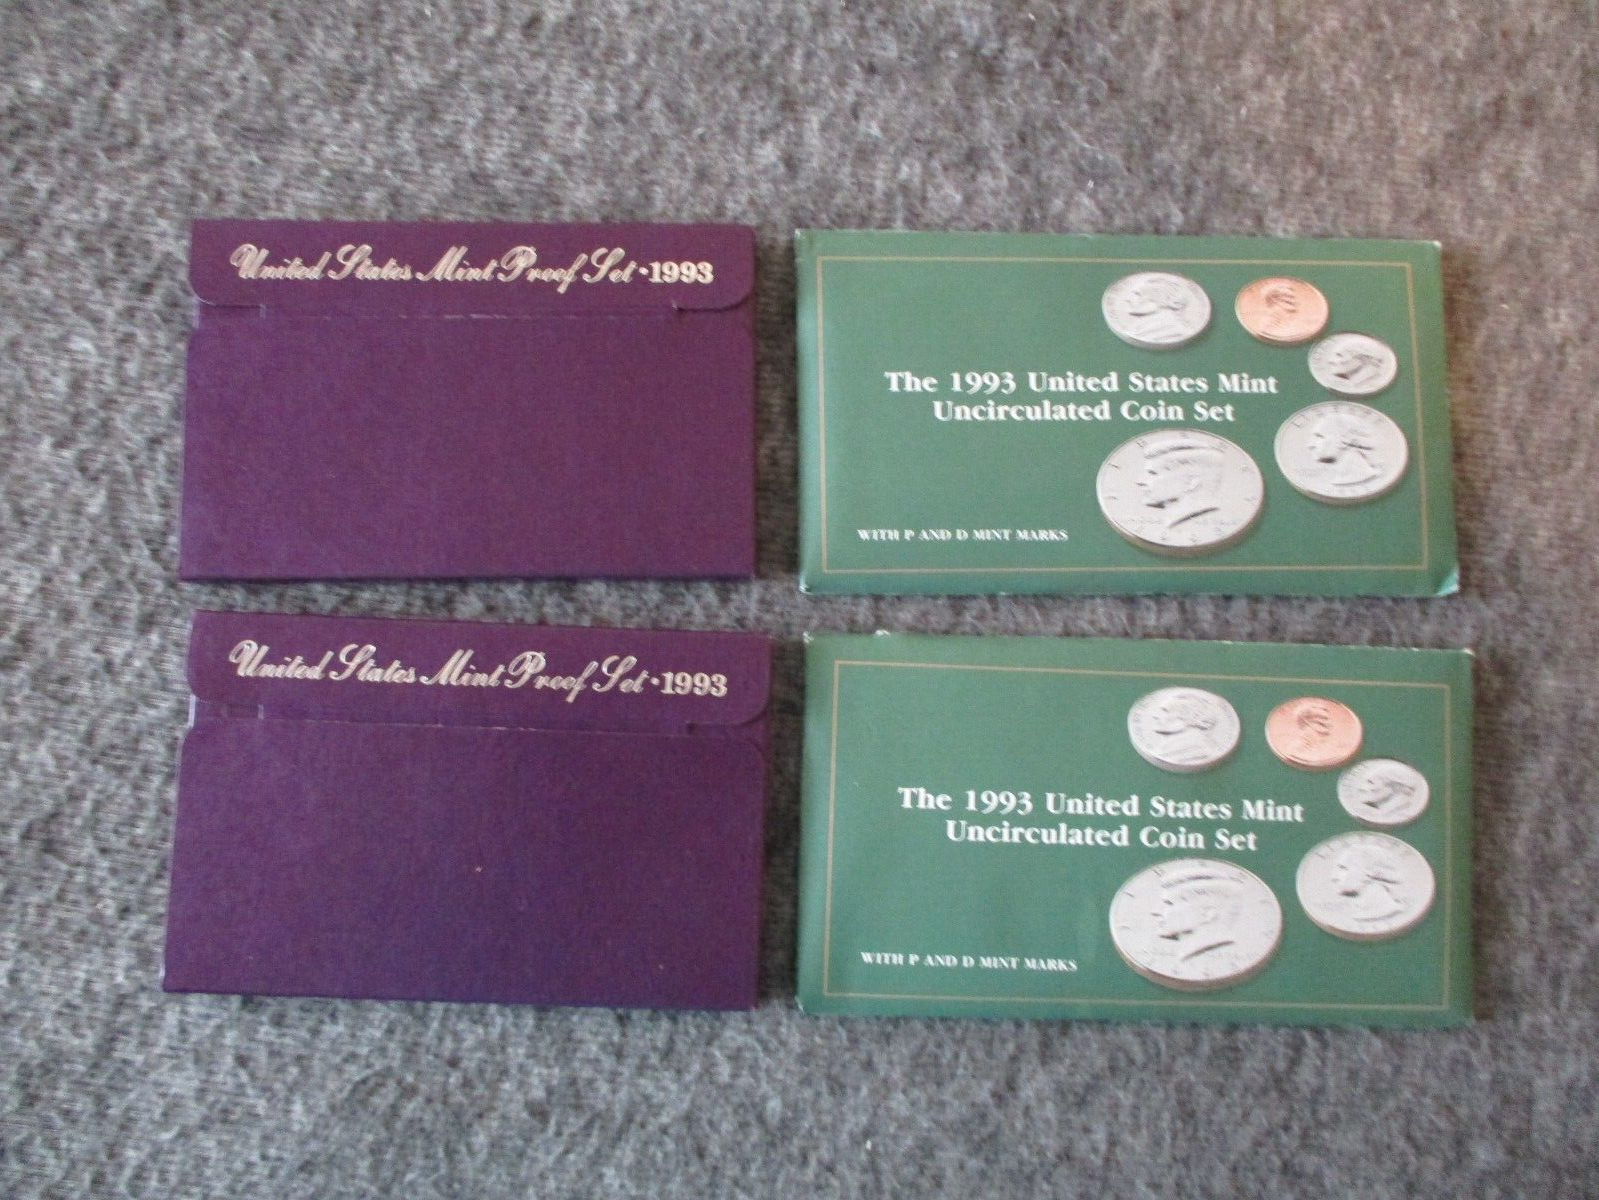 United States Mint Proof Set · 1993
The 1993 United States Mint
Uncirculated Coin Set
WITH P AND D MINT MARKS
United States Mint Proof Set · 1993
The 1993 United States Mint
Uncirculated Coin Set
WITH P AND D MINT MARKS